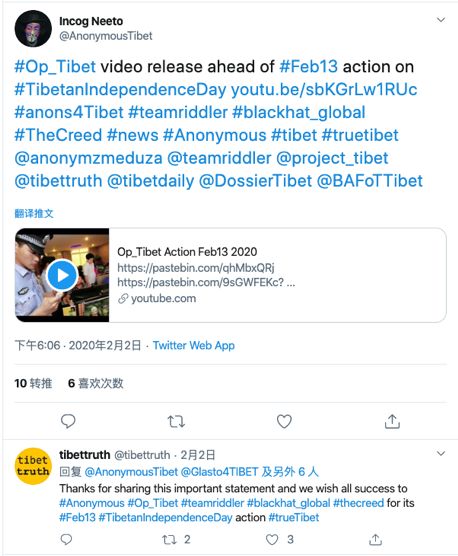 Incog Neeto
@AnonymousTibet
#Op_Tibet video release ahead of #Feb13 action on
#TibetanIndependenceDay youtu.be/sbKGrLw1RUc
#anons4Tibet #teamriddler #blackhat_global
#TheCreed #news #Anonymous #tibet #truetibet
@anonymzmeduza @teamriddler @project_tibet
@tibettruth @tibetdaily @DossierTibet @BAFoTTibet
翻译推文
Op_Tibet Action Feb13 2020
https://pastebin.com/qhMbxQRj
https://pastebin.com/9sGWFEKc? ...
youtube.com
下午6:06 · 2020年2月2日 · Twitter Web App
10 转推 6 喜欢次数
tibet
truth
tibettruth @tibettruth · 2月2日
回复 @AnonymousTibet @Glasto4TIBET 及另外 6 人
Thanks for sharing this important statement and we wish all success to
#Anonymous #Op_Tibet #teamriddler #blackhat_global #thecreed for its
#Feb13 #TibetanIndependenceDay action #trueTibet
2 3